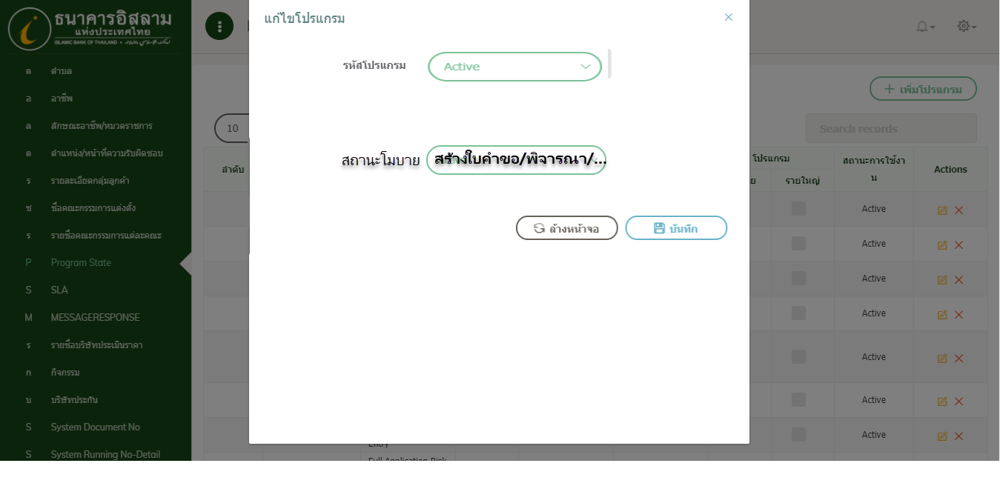 ธนาคารอิสลาม
แห่งประเทศไทย
ISLAMIC BANK OF THAILAND
แก้ไขโปรแกรม
รหัสโปรแกรม
Active
สถานะโมบาย
สร้างใบคำขอ/พิจารณา/...
ล้างหน้าจอ
บันทึก
ต ตำบล
อ อาชีพ
ล ลักษณะอาชีพ/หมวดราชการ
ต ตำแหน่ง/หน้าที่ความรับผิดชอบ
ร รายละเอียดกลุ่มลูกค้า
ช ชื่อคณะกรรมการแต่งตั้ง
ร รายชื่อคณะกรรมการแต่ละคณะ
P Program State
S SLA
M MESSAGERESPONSE
ร รายชื่อบริษัทประเมินราคา
ก กิจกรรม
บ บริษัทประกัน
S System Document No
S System Running No-Detail
เพิ่มโปรแกรม
10
Search records
ลำดับ
โปรแกรม
ย
รายใหญ่
สถานะการใช้งา
น
Actions
Active
Active
Active
Active
Active
Active
Active
Entry
Full Application Risk